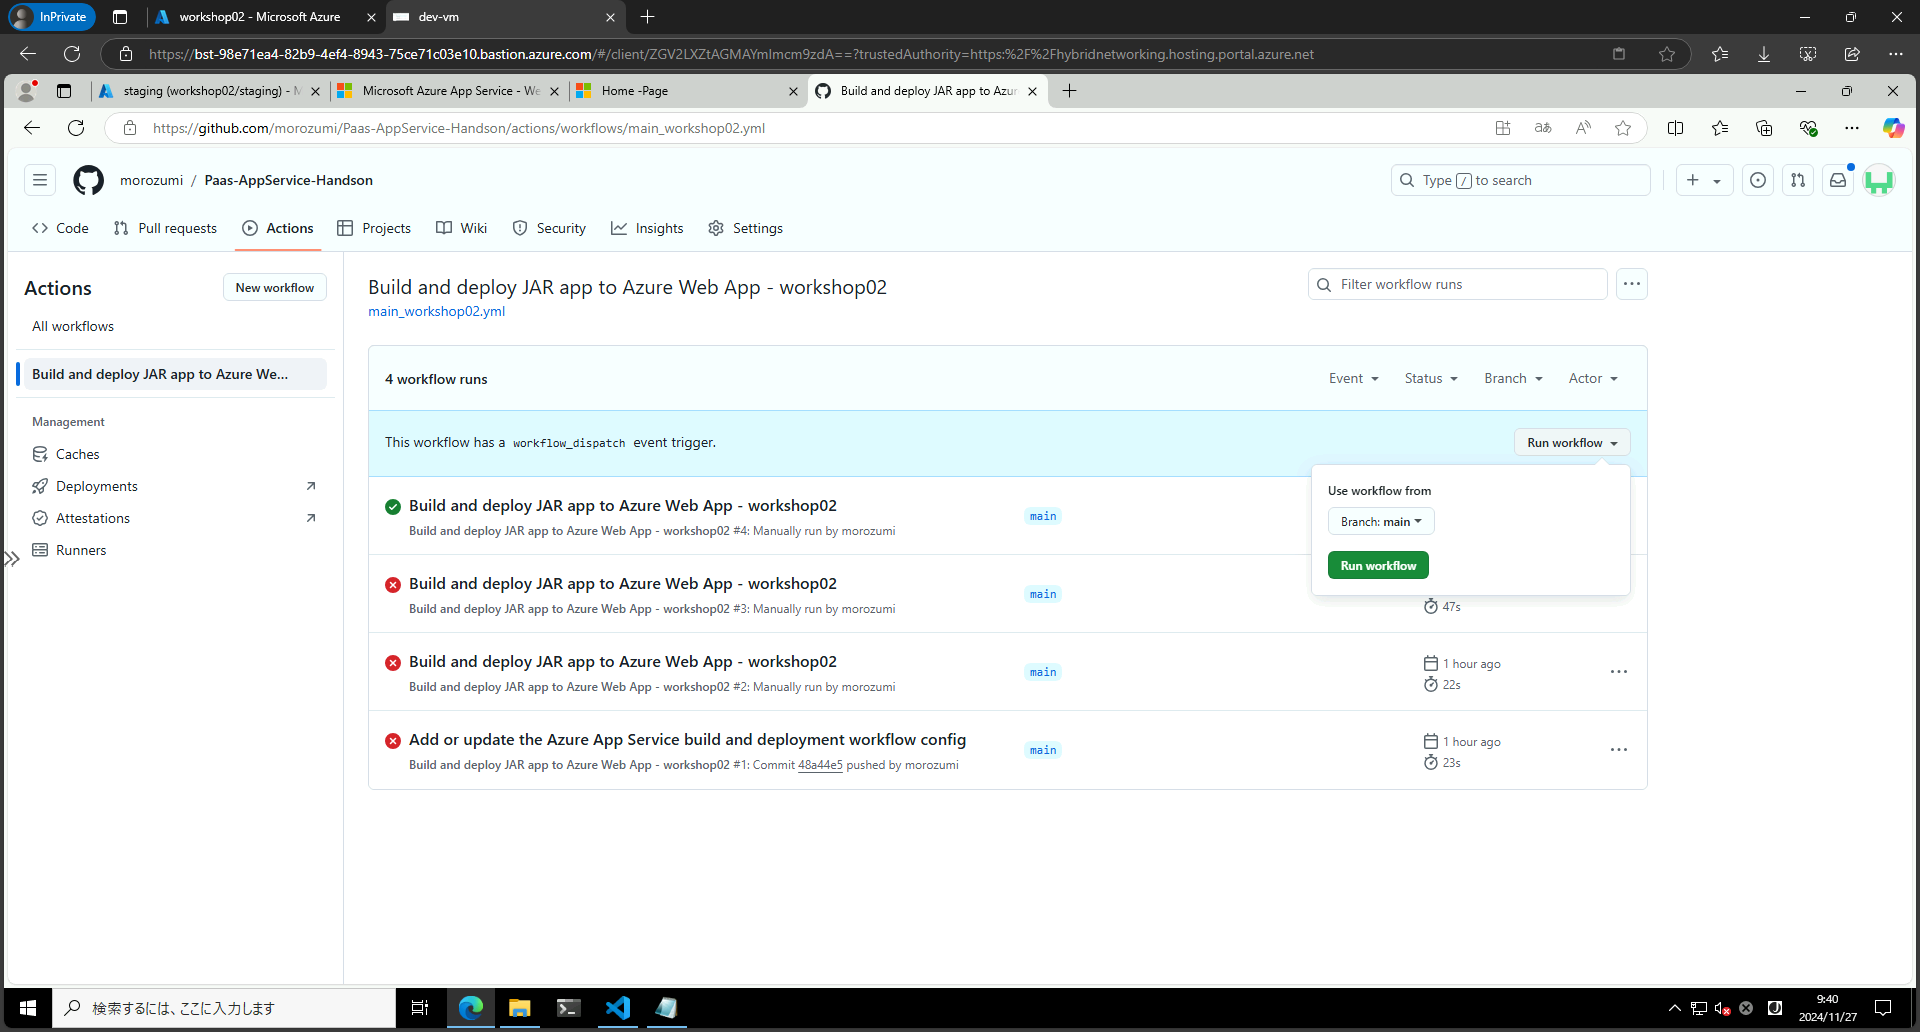 InPrivate
workshop02 - Microsoft Azure
dev-vm
https://bst-98e71ea4-82b9-4ef4-8943-75ce71c03e10.bastion.azure.com/#/client/ZGV2LXZtAGMAYmlmcm9zdA==?trustedAuthority=https:%2F%2Fhybridnetworking.hosting.portal.azure.net
staging (workshop02/staging) - M
Microsoft Azure App Service - We
Home -Page
Build and deploy JAR app to Azur
https://github.com/morozumi/Paas-AppService-Handson/actions/workflows/main_workshop02.yml
aあ
morozumi / Paas-AppService-Handson
Type / to search
Code
Pull requests
Actions
Projects
Wiki
Security
Insights
Settings
Actions
New workflow
All workflows
Build and deploy JAR app to Azure We...
Management
Caches
Deployments
Attestations
Runners
Build and deploy JAR app to Azure Web App - workshop02
main_workshop02.yml
Filter workflow runs
4 workflow runs
Event
Status
Branch
Actor
This workflow has a workflow_dispatch event trigger.
Run workflow
Use workflow from
Branch: main
Run workflow
Build and deploy JAR app to Azure Web App - workshop02
Build and deploy JAR app to Azure Web App - workshop02 #4: Manually run by morozumi
main
Build and deploy JAR app to Azure Web App - workshop02
Build and deploy JAR app to Azure Web App - workshop02 #3: Manually run by morozumi
main
47s
Build and deploy JAR app to Azure Web App - workshop02
Build and deploy JAR app to Azure Web App - workshop02 #2: Manually run by morozumi
main
1 hour ago
22s
Add or update the Azure App Service build and deployment workflow config
Build and deploy JAR app to Azure Web App - workshop02 #1: Commit 48a44e5 pushed by morozumi
main
1 hour ago
23s
検索するには、ここに入力します
9:40
2024/11/27